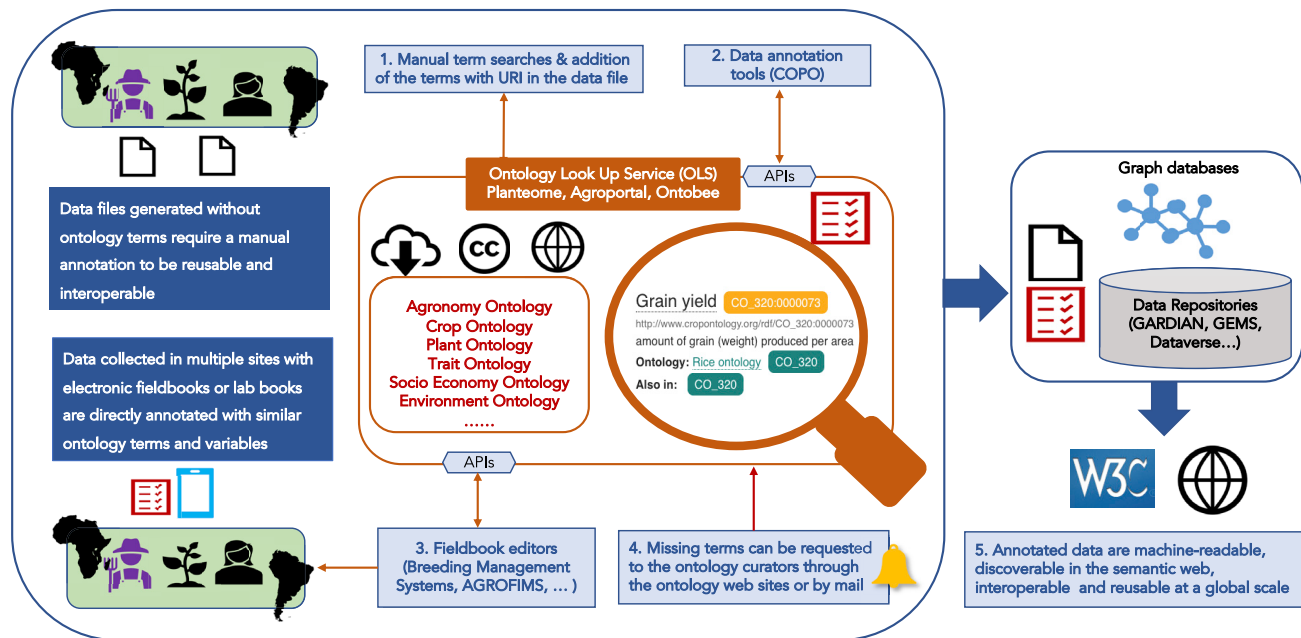 1. Manual term searches & addition
of the terms with URI in the data file
2. Data annotation
tools (COPO)
Data files generated without
ontology terms require a manual
annotation to be reusable and
interoperable
Data collected in multiple sites with
electronic fieldbooks or lab books
are directly annotated with similar
ontology terms and variables
Ontology Look Up Service (OLS)
Planteome, Agroportal, Ontobee
APIs
CC
Agronomy Ontology
Crop Ontology
Plant Ontology
Trait Ontology
Socio Economy Ontology
Environment Ontology
......
Grain yield CO_320:0000073
http://www.cropontology.org/rdf/CO_320:0000073
amount of grain (weight) produced per area
Ontology: Rice ontology CO_320
Also in: CO_320
APIs
3. Fieldbook editors
(Breeding Management
Systems, AGROFIMS, … )
4. Missing terms can be requested
to the ontology curators through
the ontology web sites or by mail
Graph databases
Data Repositories
(GARDIAN, GEMS,
Dataverse…)
W3C
5. Annotated data are machine-readable,
discoverable in the semantic web,
interoperable and reusable at a global scale